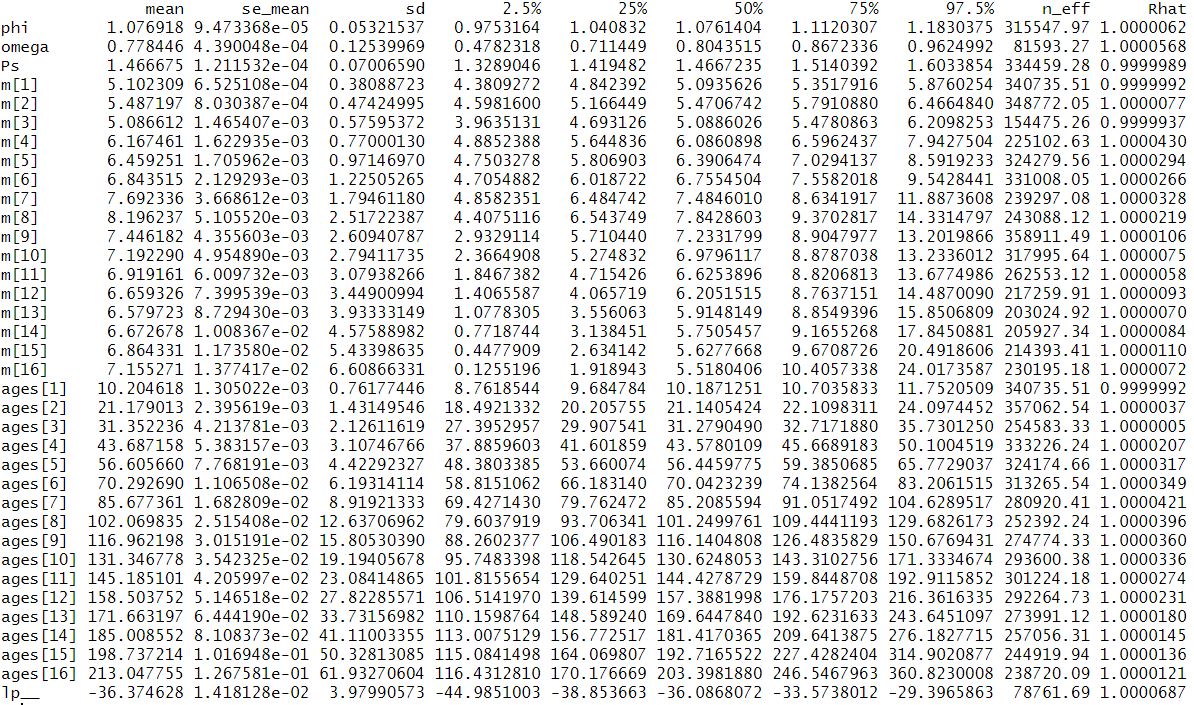 mean se_mean sd 2.5% 25% 50% 75% 97.5% n_eff Rhat
phi 1.076918 9.473368e-05 0.05321537 0.9753164 1.040832 1.0761404 1.1120307 1.1830375 315547.97 1.0000062
omega 0.778446 4.390048e-04 0.12539969 0.4782318 0.711449 0.8043515 0.8672336 0.9624992 81593.27 1.0000568
Ps 1.466675 1.211532e-04 0.07006590 1.3289046 1.419482 1.4667235 1.5140392 1.6033854 334459.28 0.9999989
m[1] 5.102309 6.525108e-04 0.38088723 4.3809272 4.842392 5.0935626 5.3517916 5.8760254 340735.51 0.9999992
m[2] 5.487197 8.030387e-04 0.47424995 4.5981600 5.166449 5.4706742 5.7910880 6.4664840 348772.05 1.0000077
m[3] 5.086612 1.465407e-03 0.57595372 3.9635131 4.693126 5.0886026 5.4780863 6.2098253 154475.26 0.9999937
m[4] 6.167461 1.622935e-03 0.77000130 4.8852388 5.644836 6.0860898 6.5962437 7.9427504 225102.63 1.0000430
m[5] 6.459251 1.705962e-03 0.97146970 4.7503278 5.806903 6.3906474 7.0294137 8.5919233 324279.56 1.0000294
m[6] 6.843515 2.129293e-03 1.22505265 4.7054882 6.018722 6.7554504 7.5582018 9.5428441 331008.05 1.0000266
m[7] 7.692336 3.668612e-03 1.79461180 4.8582351 6.484742 7.4846010 8.6341917 11.8873608 239297.08 1.0000328
m[8] 8.196237 5.105520e-03 2.51722387 4.4075116 6.543749 7.8428603 9.3702817 14.3314797 243088.12 1.0000219
m[9] 7.446182 4.355603e-03 2.60940787 2.9329114 5.710440 7.2331799 8.9047977 13.2019866 358911.49 1.0000106
m[10] 7.192290 4.954890e-03 2.79411735 2.3664908 5.274832 6.9796117 8.8787038 13.2336012 317995.64 1.0000075
m[11] 6.919161 6.009732e-03 3.07938266 1.8467382 4.715426 6.6253896 8.8206813 13.6774986 262553.12 1.0000058
m[12] 6.659326 7.399539e-03 3.44900994 1.4065587 4.065719 6.2051515 8.7637151 14.4870090 217259.91 1.0000093
m[13] 6.579723 8.729430e-03 3.93333149 1.0778305 3.556063 5.9148149 8.8549396 15.8506809 203024.92 1.0000070
m[14] 6.672678 1.008367e-02 4.57588982 0.7718744 3.138451 5.7505457 9.1655268 17.8450881 205927.34 1.0000084
m[15] 6.864331 1.173580e-02 5.43398635 0.4477909 2.634142 5.6277668 9.6708726 20.4918606 214393.41 1.0000110
m[16] 7.155271 1.377417e-02 6.60866331 0.1255196 1.918943 5.5180406 10.4057338 24.0173587 230195.18 1.0000072
ages[1] 10.204618 1.305022e-03 0.76177446 8.7618544 9.684784 10.1871251 10.7035833 11.7520509 340735.51 0.9999992
ages[2] 21.179013 2.395619e-03 1.43149546 18.4921332 20.205755 21.1405424 22.1098311 24.0974452 357062.54 1.0000037
ages[3] 31.352236 4.213781e-03 2.12611619 27.3952957 29.907541 31.2790490 32.7171880 35.7301250 254583.33 1.0000005
ages[4] 43.687158 5.383157e-03 3.10746766 37.8859603 41.601859 43.5780109 45.6689183 50.1004519 333226.24 1.0000207
ages[5] 56.605660 7.768191e-03 4.42292327 48.3803385 53.660074 56.4459775 59.3850685 65.7729037 324174.66 1.0000317
ages[6] 70.292690 1.106508e-02 6.19314114 58.8151062 66.183140 70.0423239 74.1382564 83.2061515 313265.54 1.0000349
ages[7] 85.677361 1.682809e-02 8.91921333 69.4271430 79.762472 85.2085594 91.0517492 104.6289517 280920.41 1.0000421
ages[8] 102.069835 2.515408e-02 12.63706962 79.6037919 93.706341 101.2499761 109.4441193 129.6826173 252392.24 1.0000396
ages[9] 116.962198 3.015191e-02 15.80530390 88.2602377 106.490183 116.1404808 126.4835829 150.6769431 274774.33 1.0000360
ages[10] 131.346778 3.542325e-02 19.19405678 95.7483398 118.542645 130.6248053 143.3102756 171.3334674 293600.38 1.0000336
ages[11] 145.185101 4.205997e-02 23.08414865 101.8155654 129.640251 144.4278729 159.8448708 192.9115852 301224.18 1.0000274
ages[12] 158.503752 5.146518e-02 27.82285571 106.5141970 139.614599 157.3881998 176.1757203 216.3616335 292264.73 1.0000231
ages[13] 171.663197 6.444190e-02 33.73156982 110.1598764 148.589240 169.6447840 192.6231633 243.6451097 273991.12 1.0000180
ages[14] 185.008552 8.108373e-02 41.11003355 113.0075129 156.772517 181.4170365 209.6413875 276.1827715 257056.31 1.0000145
ages[15] 198.737214 1.016948e-01 50.32813085 115.0841498 164.069807 192.7165522 227.4282404 314.9020877 244919.94 1.0000136
ages[16] 213.047755 1.267581e-01 61.93270604 116.4312810 170.176669 203.3981880 246.5467963 360.8230008 238720.09 1.0000121
lp__ -36.374628 1.418128e-02 3.97990573 -44.9851003 -38.853663 -36.0868072 -33.5738012 -29.3965863 78761.69 1.0000687